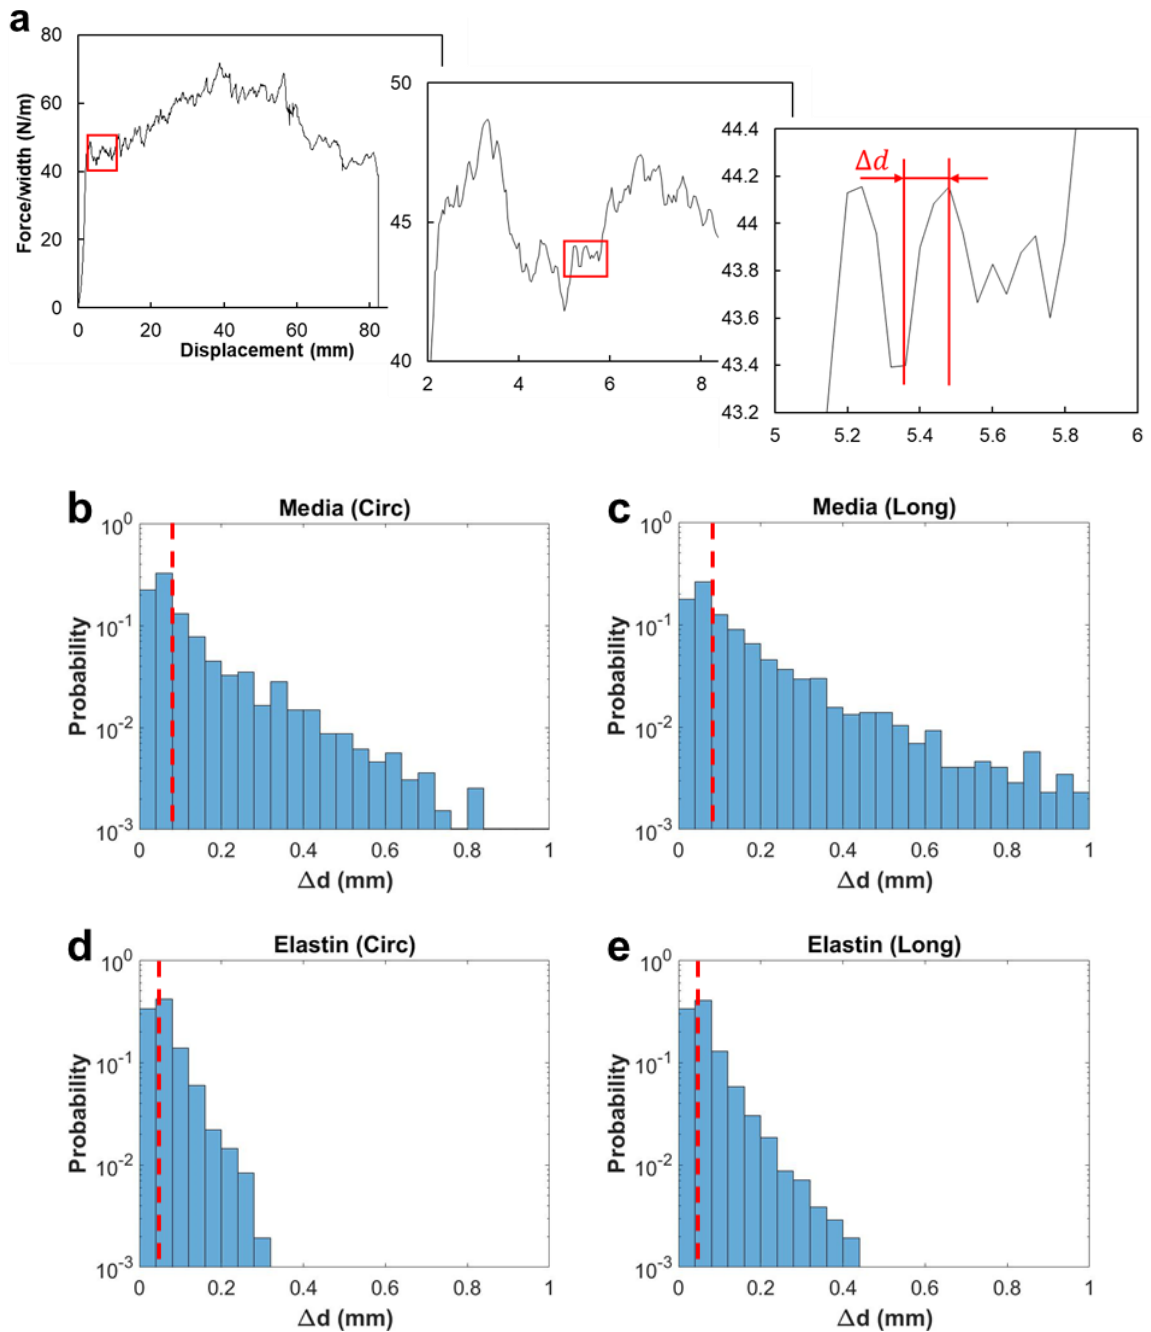 a
80
60
40
20
0
Force/width (N/m)
0 20 40 60 80
Displacement (mm)
50
45
40
2 4 6 8
44.4
44.2
44
43.8
43.6
43.4
43.2
Δd
5 5.2 5.4 5.6 5.8 6
b
Media (Circ)
10^0
10^-1
10^-2
10^-3
Probability
0 0.2 0.4 0.6 0.8 1
Δd (mm)
c
Media (Long)
10^0
10^-1
10^-2
10^-3
Probability
0 0.2 0.4 0.6 0.8 1
Δd (mm)
d
Elastin (Circ)
10^0
10^-1
10^-2
10^-3
Probability
0 0.2 0.4 0.6 0.8 1
Δd (mm)
e
Elastin (Long)
10^0
10^-1
10^-2
10^-3
Probability
0 0.2 0.4 0.6 0.8 1
Δd (mm)